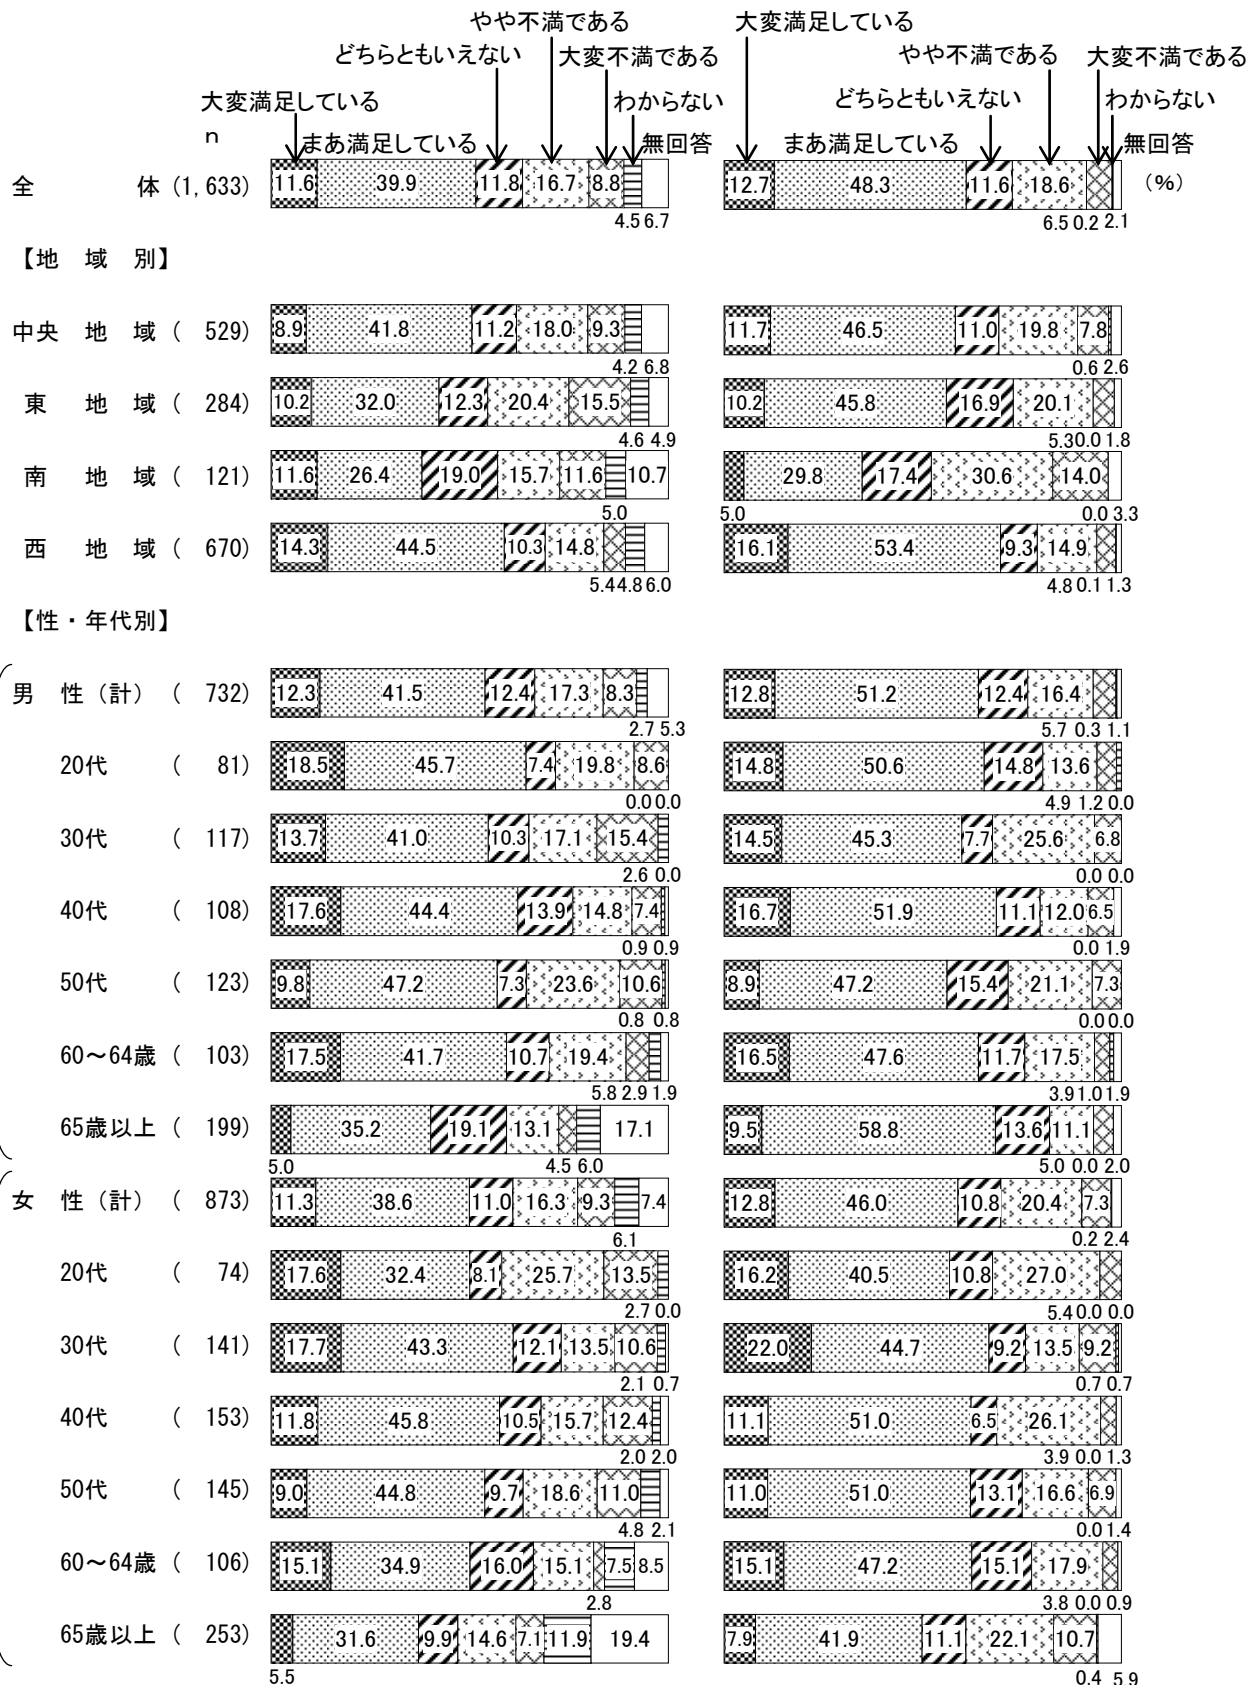 やや不満である 大変満足している
どちらともいえない 大変不満である やや不満である 大変不満である
大変満足している わからない どちらともいえない わからない
n まあ満足している 無回答 まあ満足している 無回答
全 体 (1,633) 11.6 39.9 11.8 16.7 8.8 12.7 48.3 11.6 18.6 (%)
4.5 6.7 6.5 0.2 2.1
【地 域 別】
中央 地 域 ( 529) 8.9 41.8 11.2 18.0 9.3 11.7 46.5 11.0 19.8 7.8
4.2 6.8 0.6 2.6
東 地 域 ( 284) 10.2 32.0 12.3 20.4 15.5 10.2 45.8 16.9 20.1
4.6 4.9 5.3 0.0 1.8
南 地 域 ( 121) 11.6 26.4 19.0 15.7 11.6 10.7 29.8 17.4 30.6 14.0
5.0 5.0 0.0 3.3
西 地 域 ( 670) 14.3 44.5 10.3 14.8 16.1 53.4 9.3 14.9
5.4 4.8 6.0 4.8 0.1 1.3
【性・年代別】
男 性（計） ( 732) 12.3 41.5 12.4 17.3 8.3 12.8 51.2 12.4 16.4
2.7 5.3 5.7 0.3 1.1
20代 ( 81) 18.5 45.7 7.4 19.8 8.6 14.8 50.6 14.8 13.6
0.0 0.0 4.9 1.2 0.0
30代 ( 117) 13.7 41.0 10.3 17.1 15.4 14.5 45.3 7.7 25.6 6.8
2.6 0.0 0.0 0.0
40代 ( 108) 17.6 44.4 13.9 14.8 7.4 16.7 51.9 11.1 12.0 6.5
0.9 0.9 0.0 1.9
50代 ( 123) 9.8 47.2 7.3 23.6 10.6 8.9 47.2 15.4 21.1 7.3
0.8 0.8 0.0 0.0
60～64歳 ( 103) 17.5 41.7 10.7 19.4 16.5 47.6 11.7 17.5
5.8 2.9 1.9 3.9 1.0 1.9
65歳以上 ( 199) 35.2 19.1 13.1 17.1 9.5 58.8 13.6 11.1
5.0 4.5 6.0 5.0 0.0 2.0
女 性（計） ( 873) 11.3 38.6 11.0 16.3 9.3 7.4 12.8 46.0 10.8 20.4 7.3
6.1 0.2 2.4
20代 ( 74) 17.6 32.4 8.1 25.7 13.5 16.2 40.5 10.8 27.0
2.7 0.0 5.4 0.0 0.0
30代 ( 141) 17.7 43.3 12.1 13.5 10.6 22.0 44.7 9.2 13.5 9.2
2.1 0.7 0.7 0.7
40代 ( 153) 11.8 45.8 10.5 15.7 12.4 11.1 51.0 6.5 26.1
2.0 2.0 3.9 0.0 1.3
50代 ( 145) 9.0 44.8 9.7 18.6 11.0 11.0 51.0 13.1 16.6 6.9
4.8 2.1 0.0 1.4
60～64歳 ( 106) 15.1 34.9 16.0 15.1 7.5 8.5 15.1 47.2 15.1 17.9
2.8 3.8 0.0 0.9
65歳以上 ( 253) 31.6 9.9 14.6 7.1 11.9 19.4 7.9 41.9 11.1 22.1 10.7
5.5 0.4 5.9